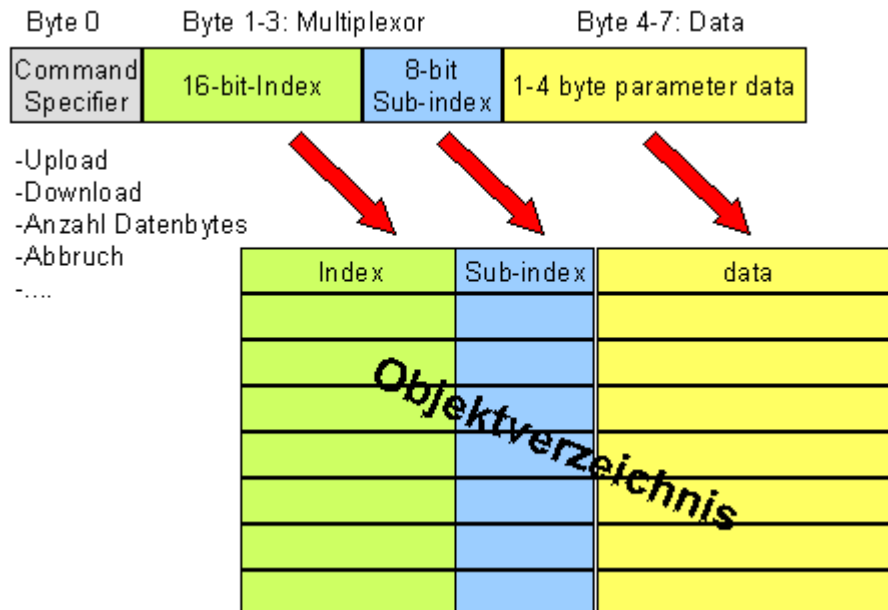 Byte 0 Byte 1-3: Multiplexor Byte 4-7: Data
Command Specifier 16-bit-Index 8-bit Sub-index 1-4 byte parameter data
-Upload
-Download
-Anzahl Datenbytes
-Abbruch
-....
Index Sub-index data
Objektverzeichnis